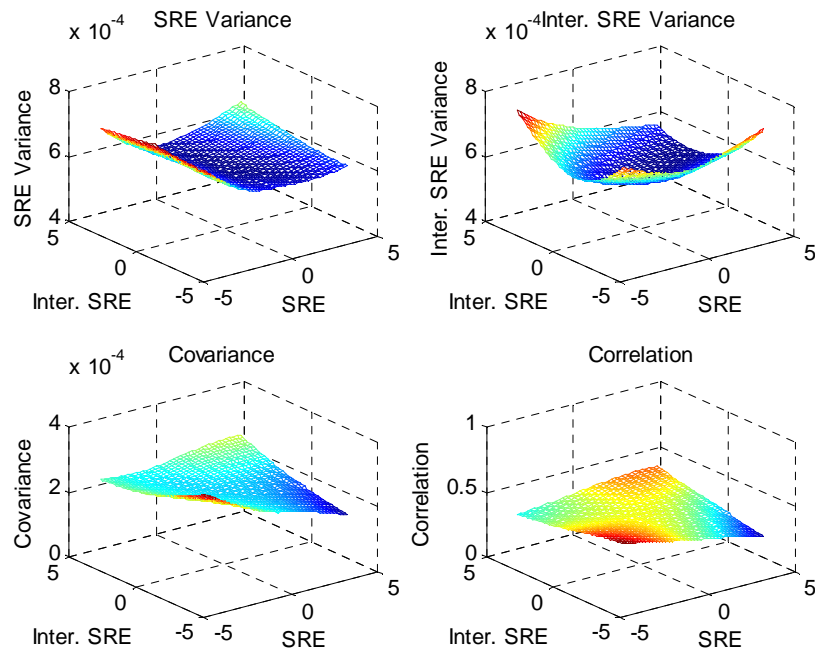 x 10^-4 SRE Variance
8
6
4
SRE Variance
5
0
-5
Inter. SRE
-5
0
5
SRE
x 10^-4 Inter. SRE Variance
8
6
4
Inter. SRE Variance
5
0
-5
Inter. SRE
-5
0
5
SRE
x 10^-4 Covariance
4
2
0
Covariance
5
0
-5
Inter. SRE
-5
0
5
SRE
Correlation
1
0.5
0
Correlation
5
0
-5
Inter. SRE
-5
0
5
SRE